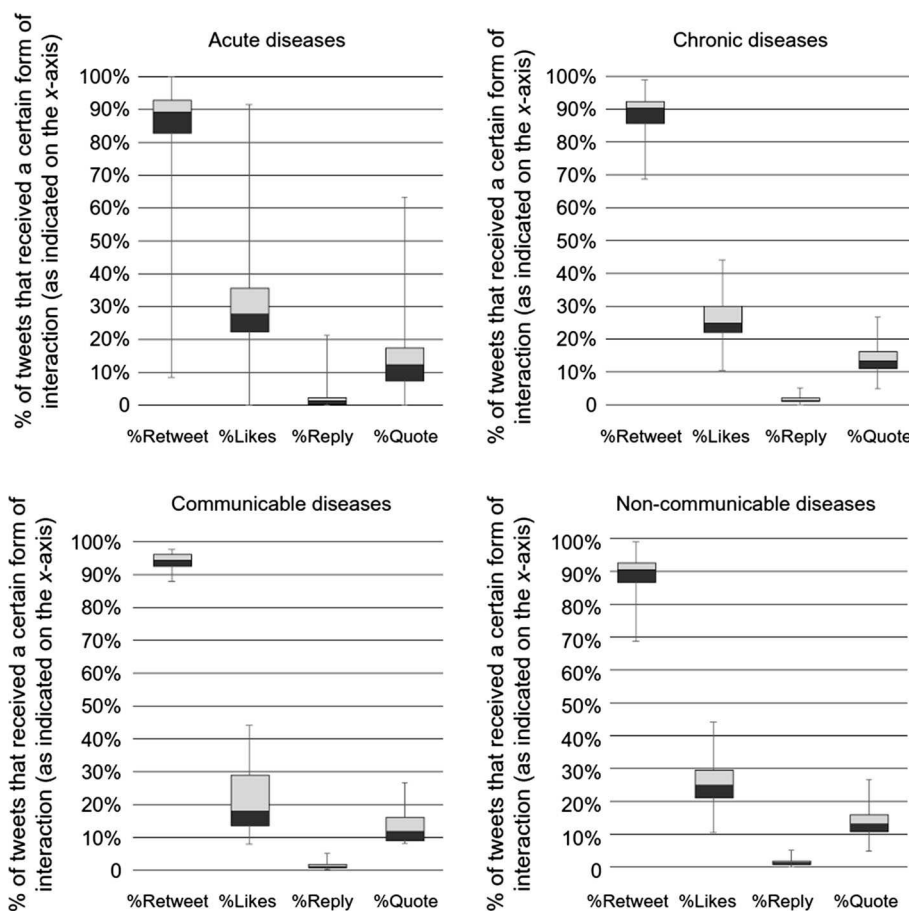 Acute diseases
% of tweets that received a certain form of
interaction (as indicated on the x-axis)
100%
90%
80%
70%
60%
50%
40%
30%
20%
10%
0
%Retweet %Likes %Reply %Quote
Chronic diseases
% of tweets that received a certain form of
interaction (as indicated on the x-axis)
100%
90%
80%
70%
60%
50%
40%
30%
20%
10%
0
%Retweet %Likes %Reply %Quote
Communicable diseases
% of tweets that received a certain form of
interaction (as indicated on the x-axis)
100%
90%
80%
70%
60%
50%
40%
30%
20%
10%
0
%Retweet %Likes %Reply %Quote
Non-communicable diseases
% of tweets that received a certain form of
interaction (as indicated on the x-axis)
100%
90%
80%
70%
60%
50%
40%
30%
20%
10%
0
%Retweet %Likes %Reply %Quote